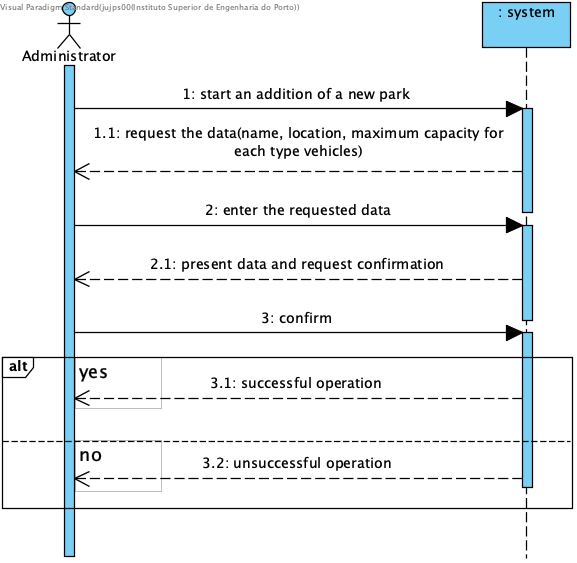 Visual Paradigm Standard(jujps00(Instituto Superior de Engenharia do Porto))
: system
Administrator
1: start an addition of a new park
1.1: request the data(name, location, maximum capacity for
each type vehicles)
2: enter the requested data
2.1: present data and request confirmation
3: confirm
alt
yes
3.1: successful operation
no
3.2: unsuccessful operation